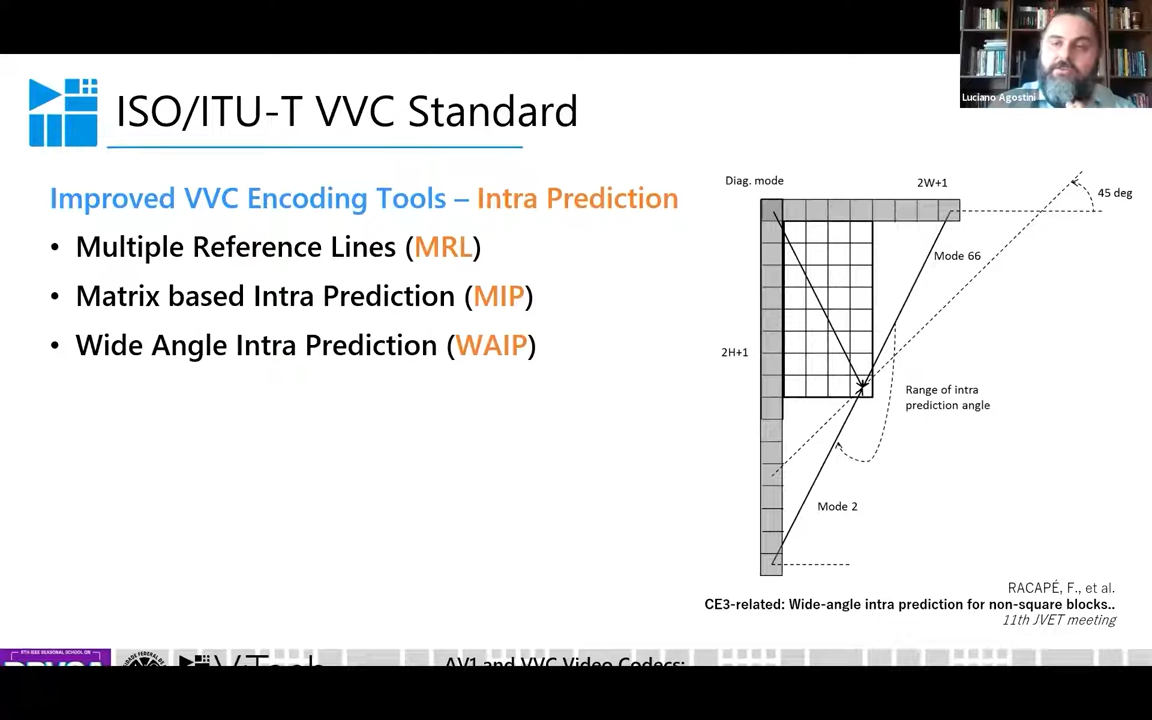 Luciano Agostini
ISO/ITU-T VVC Standard
Improved VVC Encoding Tools – Intra Prediction
• Multiple Reference Lines (MRL)
• Matrix based Intra Prediction (MIP)
• Wide Angle Intra Prediction (WAIP)
Diag. mode
2W+1
45 deg
Mode 66
2H+1
Range of intra
prediction angle
Mode 2
RACAPÉ, F., et al.
CE3-related: Wide-angle intra prediction for non-square blocks..
11th JVET meeting
AV1 and VVC Video Codecs: